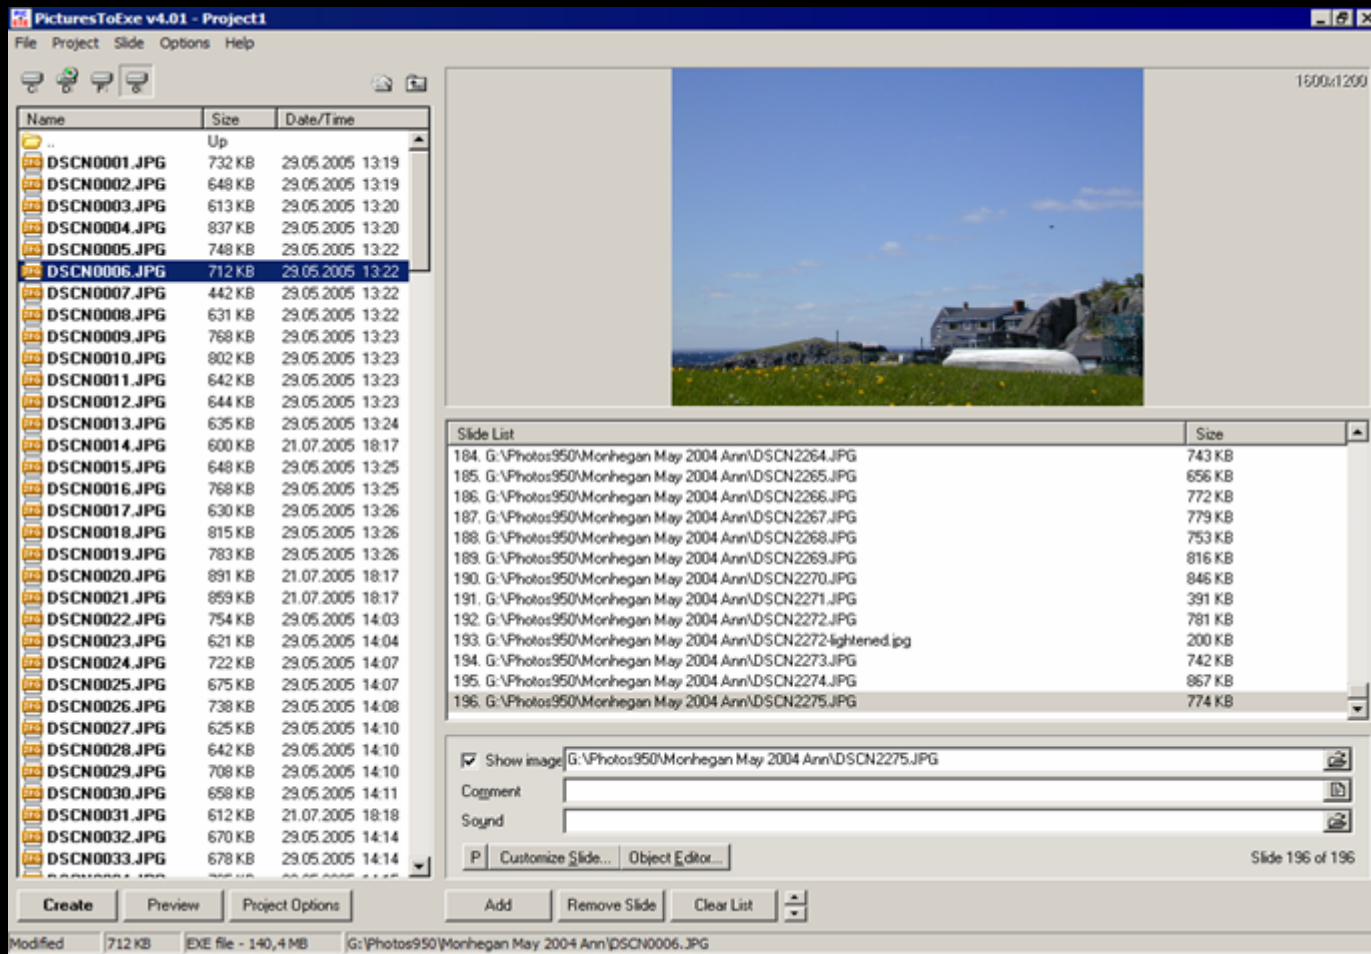 PicturesToExe v4.01 - Project1
File Project Slide Options Help
C: D: F: G:
1600x1200
Name Size Date/Time
.. Up
DSCN0001.JPG 732 KB 29.05.2005 13:19
DSCN0002.JPG 648 KB 29.05.2005 13:19
DSCN0003.JPG 613 KB 29.05.2005 13:20
DSCN0004.JPG 837 KB 29.05.2005 13:20
DSCN0005.JPG 748 KB 29.05.2005 13:22
DSCN0006.JPG 712 KB 29.05.2005 13:22
DSCN0007.JPG 442 KB 29.05.2005 13:22
DSCN0008.JPG 631 KB 29.05.2005 13:22
DSCN0009.JPG 768 KB 29.05.2005 13:23
DSCN0010.JPG 802 KB 29.05.2005 13:23
DSCN0011.JPG 642 KB 29.05.2005 13:23
DSCN0012.JPG 644 KB 29.05.2005 13:23
DSCN0013.JPG 635 KB 29.05.2005 13:24
DSCN0014.JPG 600 KB 21.07.2005 18:17
DSCN0015.JPG 648 KB 29.05.2005 13:25
DSCN0016.JPG 768 KB 29.05.2005 13:25
DSCN0017.JPG 630 KB 29.05.2005 13:26
DSCN0018.JPG 815 KB 29.05.2005 13:26
DSCN0019.JPG 783 KB 29.05.2005 13:26
DSCN0020.JPG 891 KB 21.07.2005 18:17
DSCN0021.JPG 859 KB 21.07.2005 18:17
DSCN0022.JPG 754 KB 29.05.2005 14:03
DSCN0023.JPG 621 KB 29.05.2005 14:04
DSCN0024.JPG 722 KB 29.05.2005 14:07
DSCN0025.JPG 675 KB 29.05.2005 14:07
DSCN0026.JPG 738 KB 29.05.2005 14:08
DSCN0027.JPG 625 KB 29.05.2005 14:10
DSCN0028.JPG 642 KB 29.05.2005 14:10
DSCN0029.JPG 708 KB 29.05.2005 14:10
DSCN0030.JPG 658 KB 29.05.2005 14:11
DSCN0031.JPG 612 KB 21.07.2005 18:18
DSCN0032.JPG 670 KB 29.05.2005 14:14
DSCN0033.JPG 678 KB 29.05.2005 14:14
Slide List Size
184. G:\Photos950\Monhegan May 2004 Ann\DSCN2264.JPG 743 KB
185. G:\Photos950\Monhegan May 2004 Ann\DSCN2265.JPG 656 KB
186. G:\Photos950\Monhegan May 2004 Ann\DSCN2266.JPG 772 KB
187. G:\Photos950\Monhegan May 2004 Ann\DSCN2267.JPG 779 KB
188. G:\Photos950\Monhegan May 2004 Ann\DSCN2268.JPG 753 KB
189. G:\Photos950\Monhegan May 2004 Ann\DSCN2269.JPG 816 KB
190. G:\Photos950\Monhegan May 2004 Ann\DSCN2270.JPG 846 KB
191. G:\Photos950\Monhegan May 2004 Ann\DSCN2271.JPG 391 KB
192. G:\Photos950\Monhegan May 2004 Ann\DSCN2272.JPG 781 KB
193. G:\Photos950\Monhegan May 2004 Ann\DSCN2272-lightened.jpg 200 KB
194. G:\Photos950\Monhegan May 2004 Ann\DSCN2273.JPG 742 KB
195. G:\Photos950\Monhegan May 2004 Ann\DSCN2274.JPG 867 KB
196. G:\Photos950\Monhegan May 2004 Ann\DSCN2275.JPG 774 KB
Show image G:\Photos950\Monhegan May 2004 Ann\DSCN2275.JPG
Comment
Sound
P Customize Slide... Object Editor... Slide 196 of 196
Create Preview Project Options Add Remove Slide Clear List
Modified 712 KB EXE file - 140,4 MB G:\Photos950\Monhegan May 2004 Ann\DSCN0006.JPG